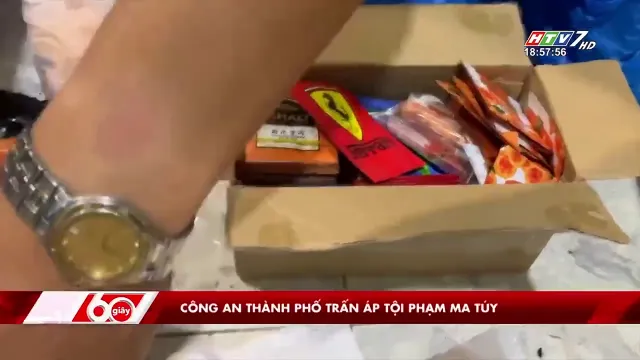 HTV7 HD
18:57:56
60 giây
CÔNG AN THÀNH PHỐ TRẤN ÁP TỘI PHẠM MA TÚY